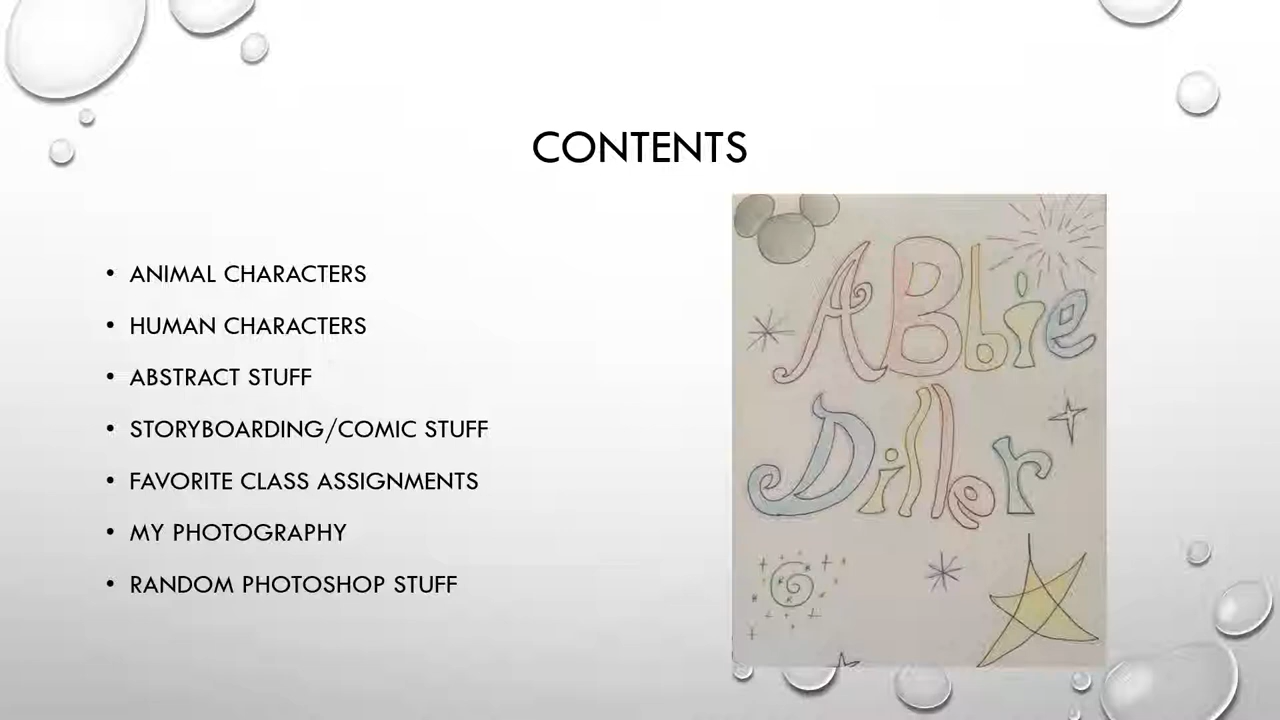 CONTENTS
• ANIMAL CHARACTERS
• HUMAN CHARACTERS
• ABSTRACT STUFF
• STORYBOARDING/COMIC STUFF
• FAVORITE CLASS ASSIGNMENTS
• MY PHOTOGRAPHY
• RANDOM PHOTOSHOP STUFF
ABbie
Diller